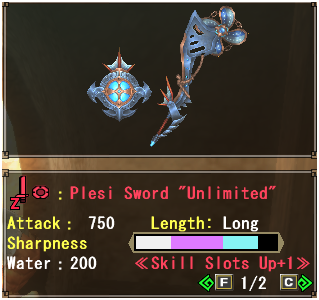 Z : Plesi Sword "Unlimited"
Attack : 750 Length: Long
Sharpness
Water : 200 ≪Skill Slots Up+1≫
F 1/2 C